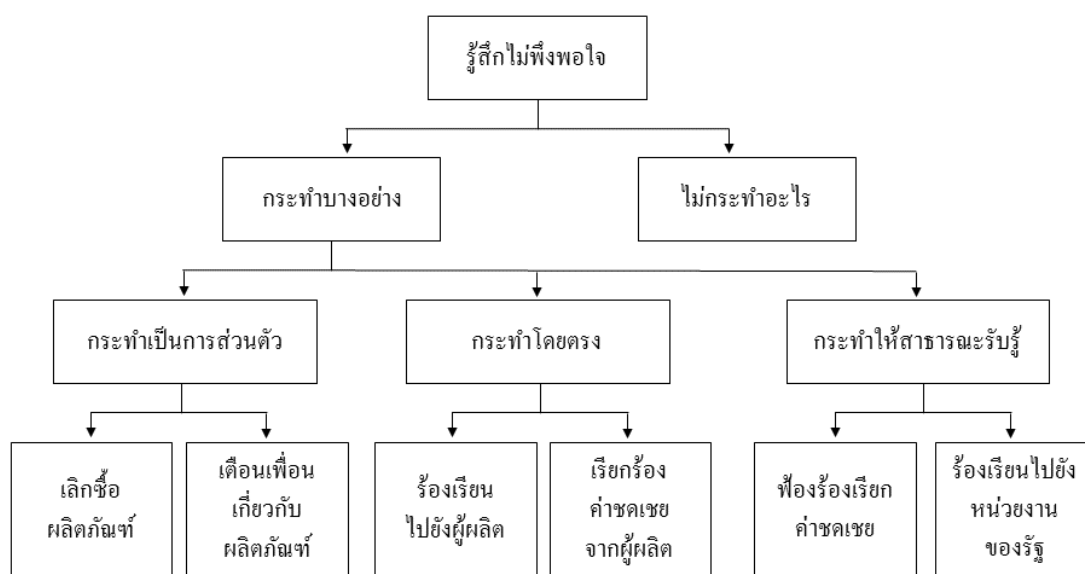 รู้สึกไม่พึงพอใจ
กระทำบางอย่าง
ไม่กระทำอะไร
กระทำเป็นการส่วนตัว
กระทำโดยตรง
กระทำให้สาธารณะรับรู้
เลิกซื้อ
ผลิตภัณฑ์
เตือนเพื่อน
เกี่ยวกับ
ผลิตภัณฑ์
ร้องเรียน
ไปยังผู้ผลิต
เรียกร้อง
ค่าชดเชย
จากผู้ผลิต
ฟ้องร้องเรียก
ค่าชดเชย
ร้องเรียนไปยัง
หน่วยงาน
ของรัฐ